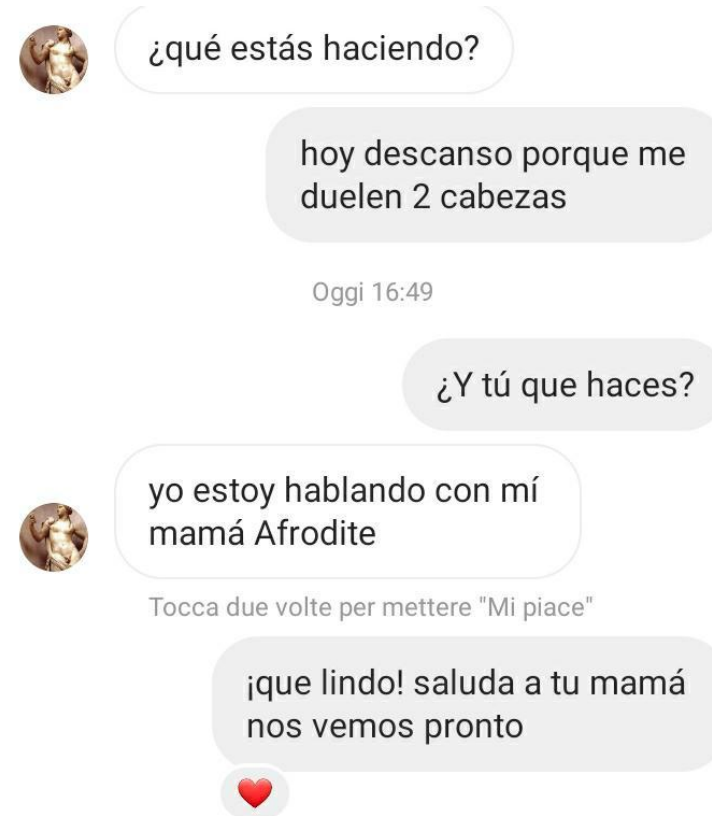 ¿qué estás haciendo?
hoy descanso porque me
duelen 2 cabezas
Oggi 16:49
¿Y tú que haces?
yo estoy hablando con mí
mamá Afrodite
Tocca due volte per mettere "Mi piace"
¡que lindo! saluda a tu mamá
nos vemos pronto